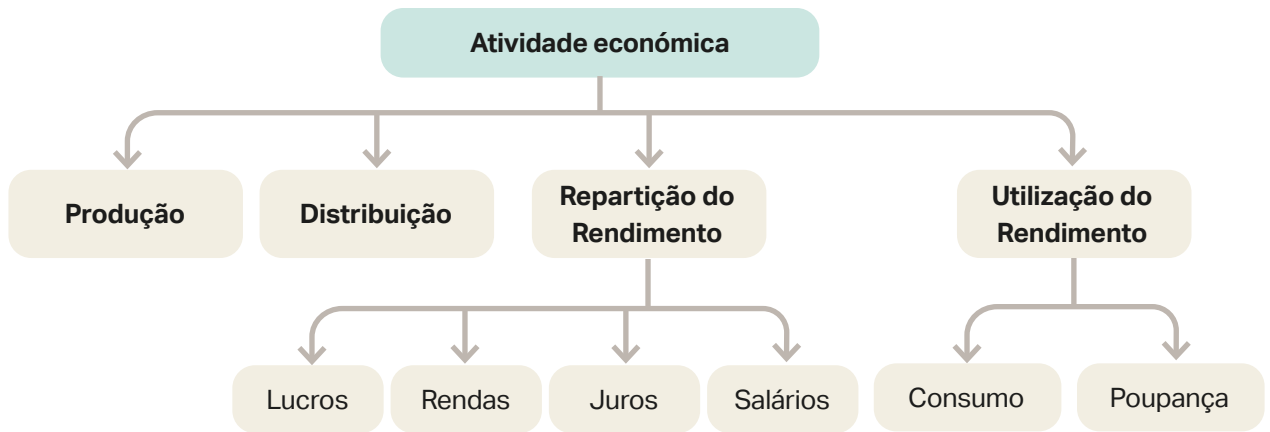 Atividade económica
Produção
Distribuição
Repartição do
Rendimento
Utilização do
Rendimento
Lucros
Rendas
Juros
Salários
Consumo
Poupança